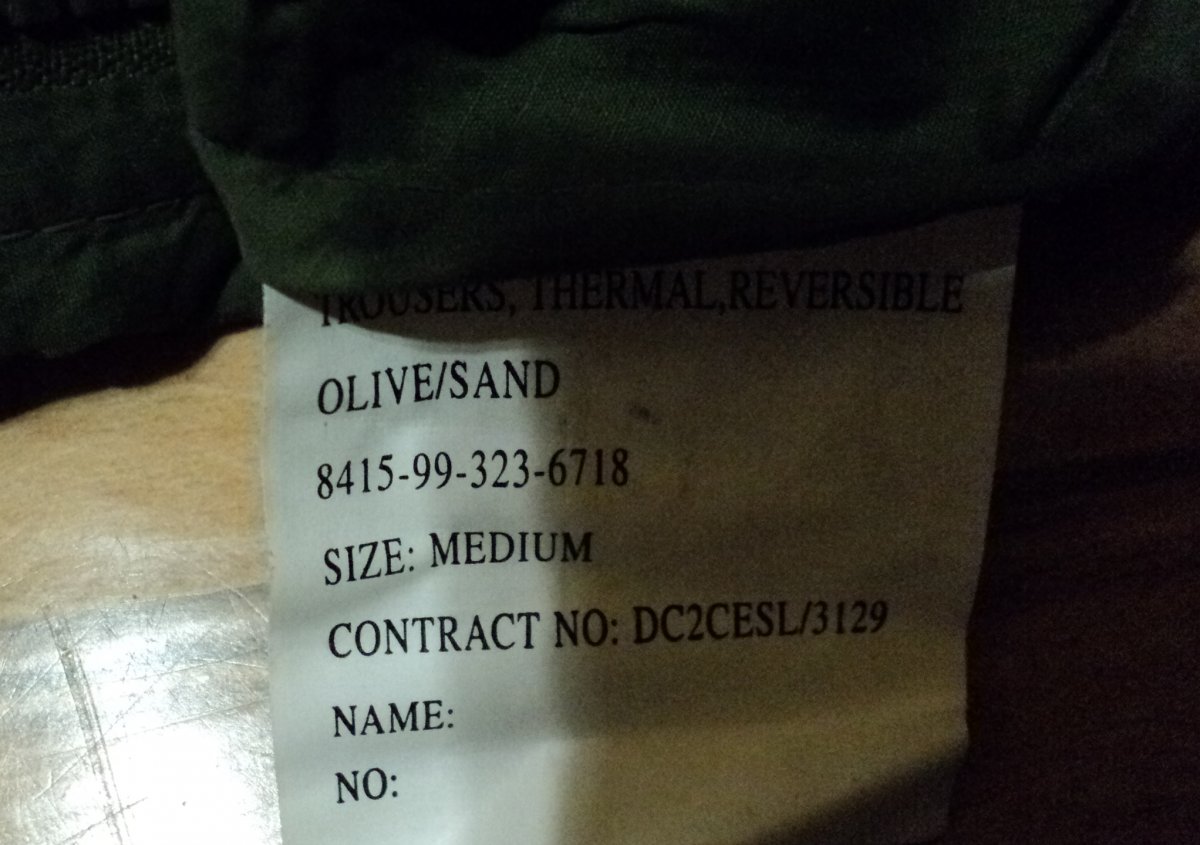 TROUSERS, THERMAL,REVERSIBLE
OLIVE/SAND
8415-99-323-6718
SIZE: MEDIUM
CONTRACT NO: DC2CESL/3129
NAME:
NO: